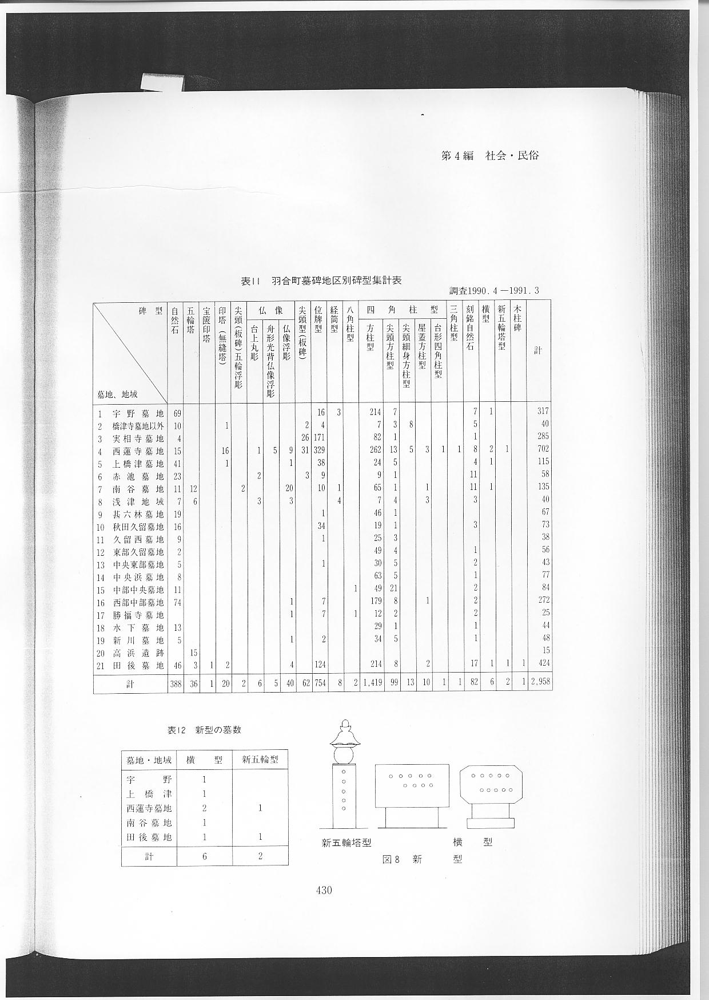 第4編　社会・民俗
表11　羽合町墓碑地区別碑型集計表
調査1990.4－1991.3
碑型 自然石 五輪塔 宝篋印塔 印塔（無縫塔） 尖頭（板碑）五輪浮彫 仏像 尖頭型（板碑） 位牌型 経筒型 八角柱型 四角柱型 三角柱型 刻銘自然石 横型 新五輪塔型 木柱碑 計
台上丸彫 舟形光背仏像浮彫 仏像浮彫 方柱型 尖頭方柱型 尖頭細身方柱型 屋蓋方柱型 台形四角柱型
墓地、地域
1 宇野墓地 69 16 3 214 7 7 1 317
2 橋津寺墓地以外 10 1 2 4 7 3 8 5 40
3 実相寺墓地 4 26 171 82 1 1 285
4 西蓮寺墓地 15 16 1 5 9 31 329 262 13 5 3 1 1 8 2 1 702
5 上橋津墓地 41 1 1 38 24 5 4 1 115
6 赤池墓地 23 2 3 9 9 1 11 58
7 南谷墓地 11 12 2 20 10 1 65 1 1 11 1 135
8 浅津地域 7 6 3 3 4 7 4 3 3 40
9 甚六林墓地 19 1 46 1 67
10 秋田久留墓地 16 34 19 1 3 73
11 久留西墓地 9 1 25 3 38
12 東部久留墓地 2 49 4 1 56
13 中央東部墓地 5 1 30 5 2 43
14 中央浜墓地 8 63 5 1 77
15 中部中央墓地 11 1 49 21 2 84
16 西部中部墓地 74 1 7 179 8 1 2 272
17 勝福寺墓地 1 7 1 12 2 2 25
18 水下墓地 13 29 1 1 44
19 新川墓地 5 1 2 34 5 1 48
20 高浜遺跡 15 15
21 田後墓地 46 3 1 2 4 124 214 8 2 17 1 1 1 424
計 388 36 1 20 2 6 5 40 62 754 8 2 1,419 99 13 10 1 1 82 6 2 1 2,958
表12　新型の墓数
墓地・地域 横型 新五輪型
宇野 1
上橋津 1
西蓮寺墓地 2 1
南谷墓地 1
田後墓地 1 1
計 6 2
新五輪塔型　横型
図8　新型
430